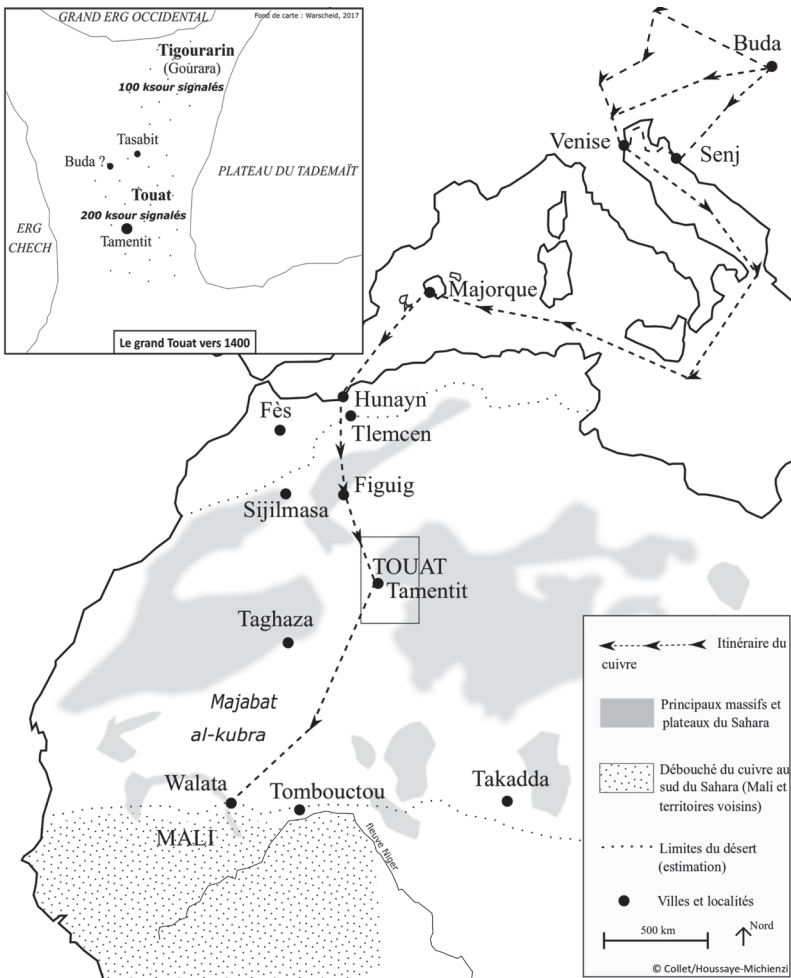 GRAND ERG OCCIDENTAL
Fond de carte : Warscheid, 2017
Tigourarin
(Gourara)
100 ksour signalés
Tasabit
Buda ?
PLATEAU DU TADEMAÏT
Touat
200 ksour signalés
ERG
CHECH
Tamentit
Le grand Touat vers 1400
Buda
Venise
Senj
Majorque
Hunayn
Fès
Tlemcen
Figuig
Sijilmasa
TOUAT
Tamentit
Taghaza
Majabat
al-kubra
Walata
Tombouctou
Takadda
MALI
fleuve Niger
Itinéraire du
cuivre
Principaux massifs et
plateaux du Sahara
Débouché du cuivre au
sud du Sahara (Mali et
territoires voisins)
Limites du désert
(estimation)
Villes et localités
500 km
Nord
© Collet/Houssaye-Michienzi